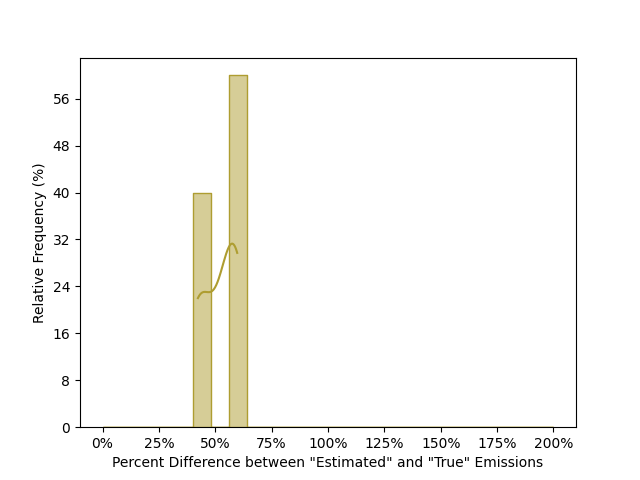 56
48
40
32
24
16
8
0
Relative Frequency (%)
0% 25% 50% 75% 100% 125% 150% 175% 200%
Percent Difference between "Estimated" and "True" Emissions